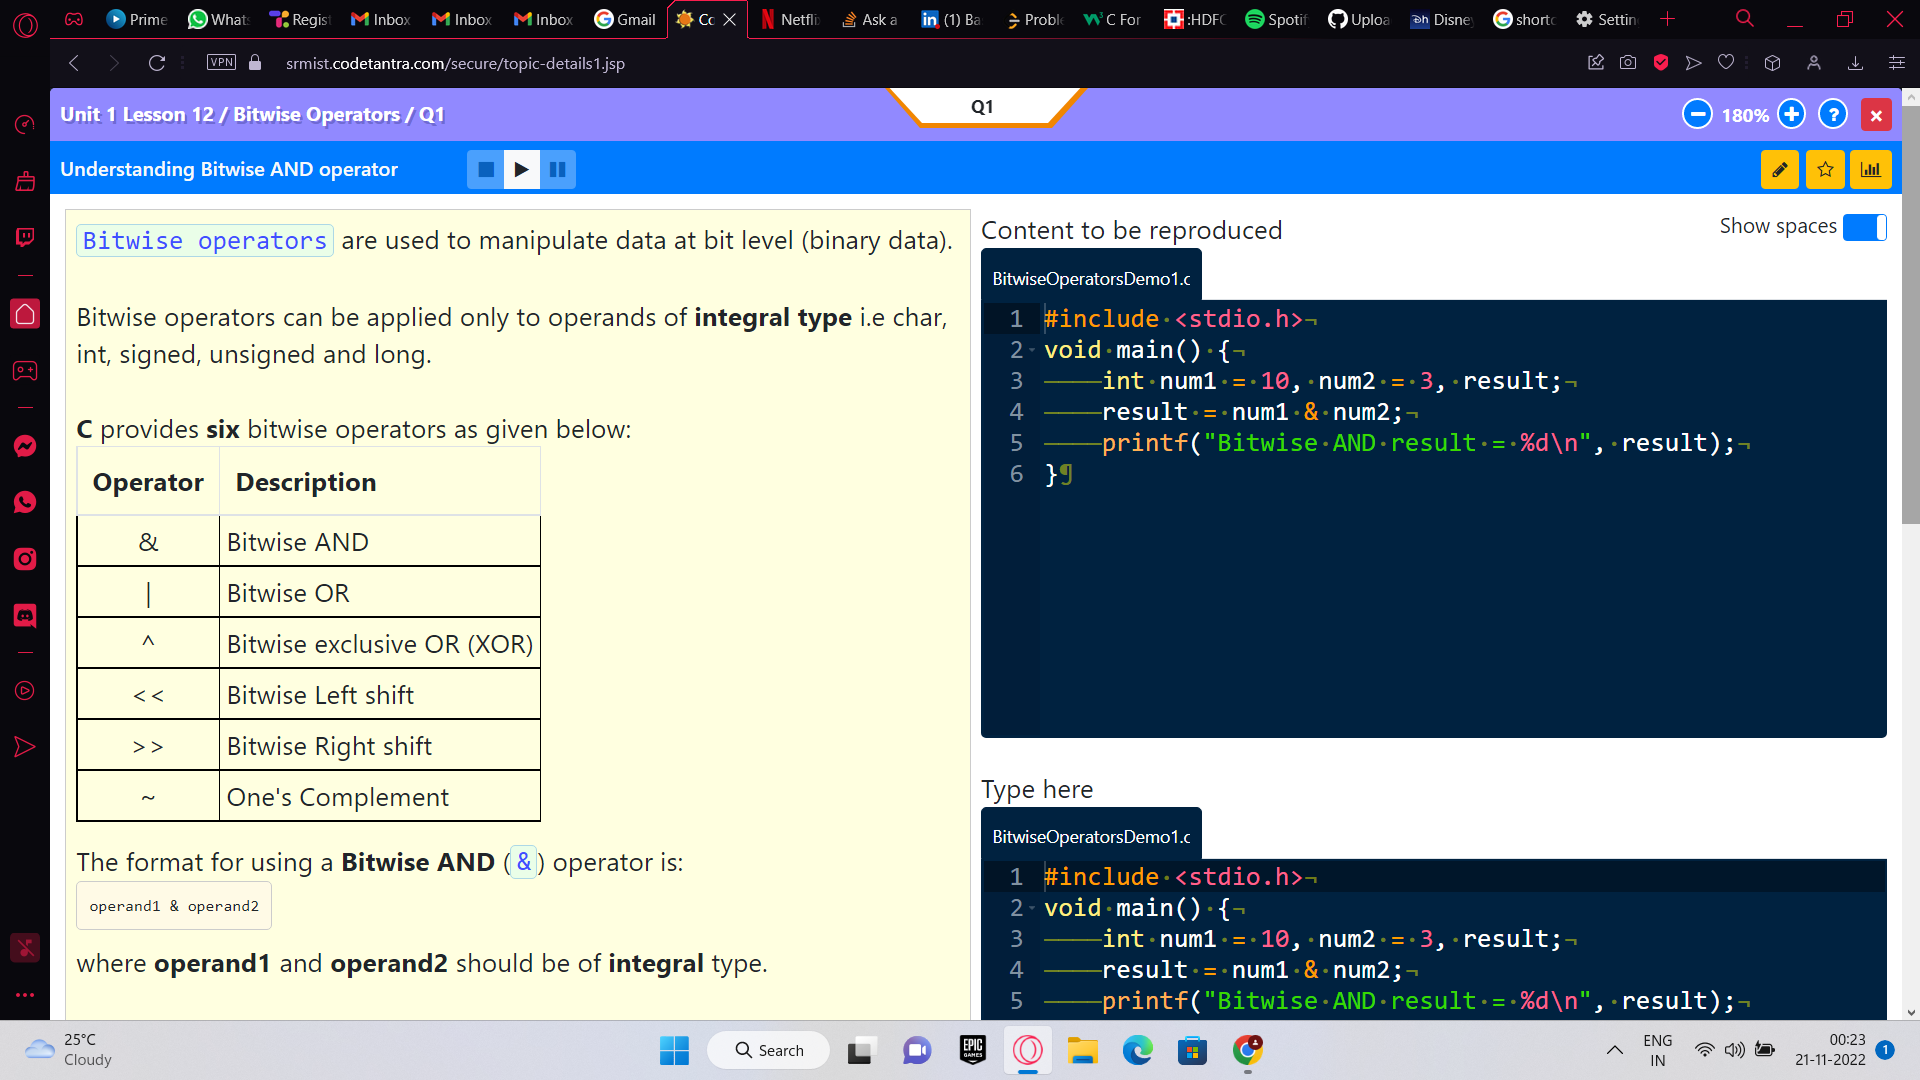 Prime
What
Regist
Inbox
Inbox
Inbox
Gmail
Co
Netfli
Ask a
(1) Ba
Proble
C For
:HDFC
Spotif
Uploa
Disne
shortc
Settin
VPN
srmist.codetantra.com/secure/topic-details1.jsp
Unit 1 Lesson 12 / Bitwise Operators / Q1
Q1
180%
Understanding Bitwise AND operator
Bitwise operators are used to manipulate data at bit level (binary data).
Bitwise operators can be applied only to operands of integral type i.e char,
int, signed, unsigned and long.
C provides six bitwise operators as given below:
Operator Description
& Bitwise AND
| Bitwise OR
^ Bitwise exclusive OR (XOR)
<< Bitwise Left shift
>> Bitwise Right shift
~ One's Complement
The format for using a Bitwise AND (&) operator is:
operand1 & operand2
where operand1 and operand2 should be of integral type.
Content to be reproduced
Show spaces
BitwiseOperatorsDemo1.c
1 #include·<stdio.h>¬
2 void·main()·{¬
3 ————int·num1·=·10,·num2·=·3,·result;¬
4 ————result·=·num1·&·num2;¬
5 ————printf("Bitwise·AND·result·=·%d\n",·result);¬
6 }¶
Type here
BitwiseOperatorsDemo1.c
1 #include·<stdio.h>¬
2 void·main()·{¬
3 ————int·num1·=·10,·num2·=·3,·result;¬
4 ————result·=·num1·&·num2;¬
5 ————printf("Bitwise·AND·result·=·%d\n",·result);¬
25°C
Cloudy
Search
EPIC
GAMES
ENG
IN
00:23
21-11-2022
1